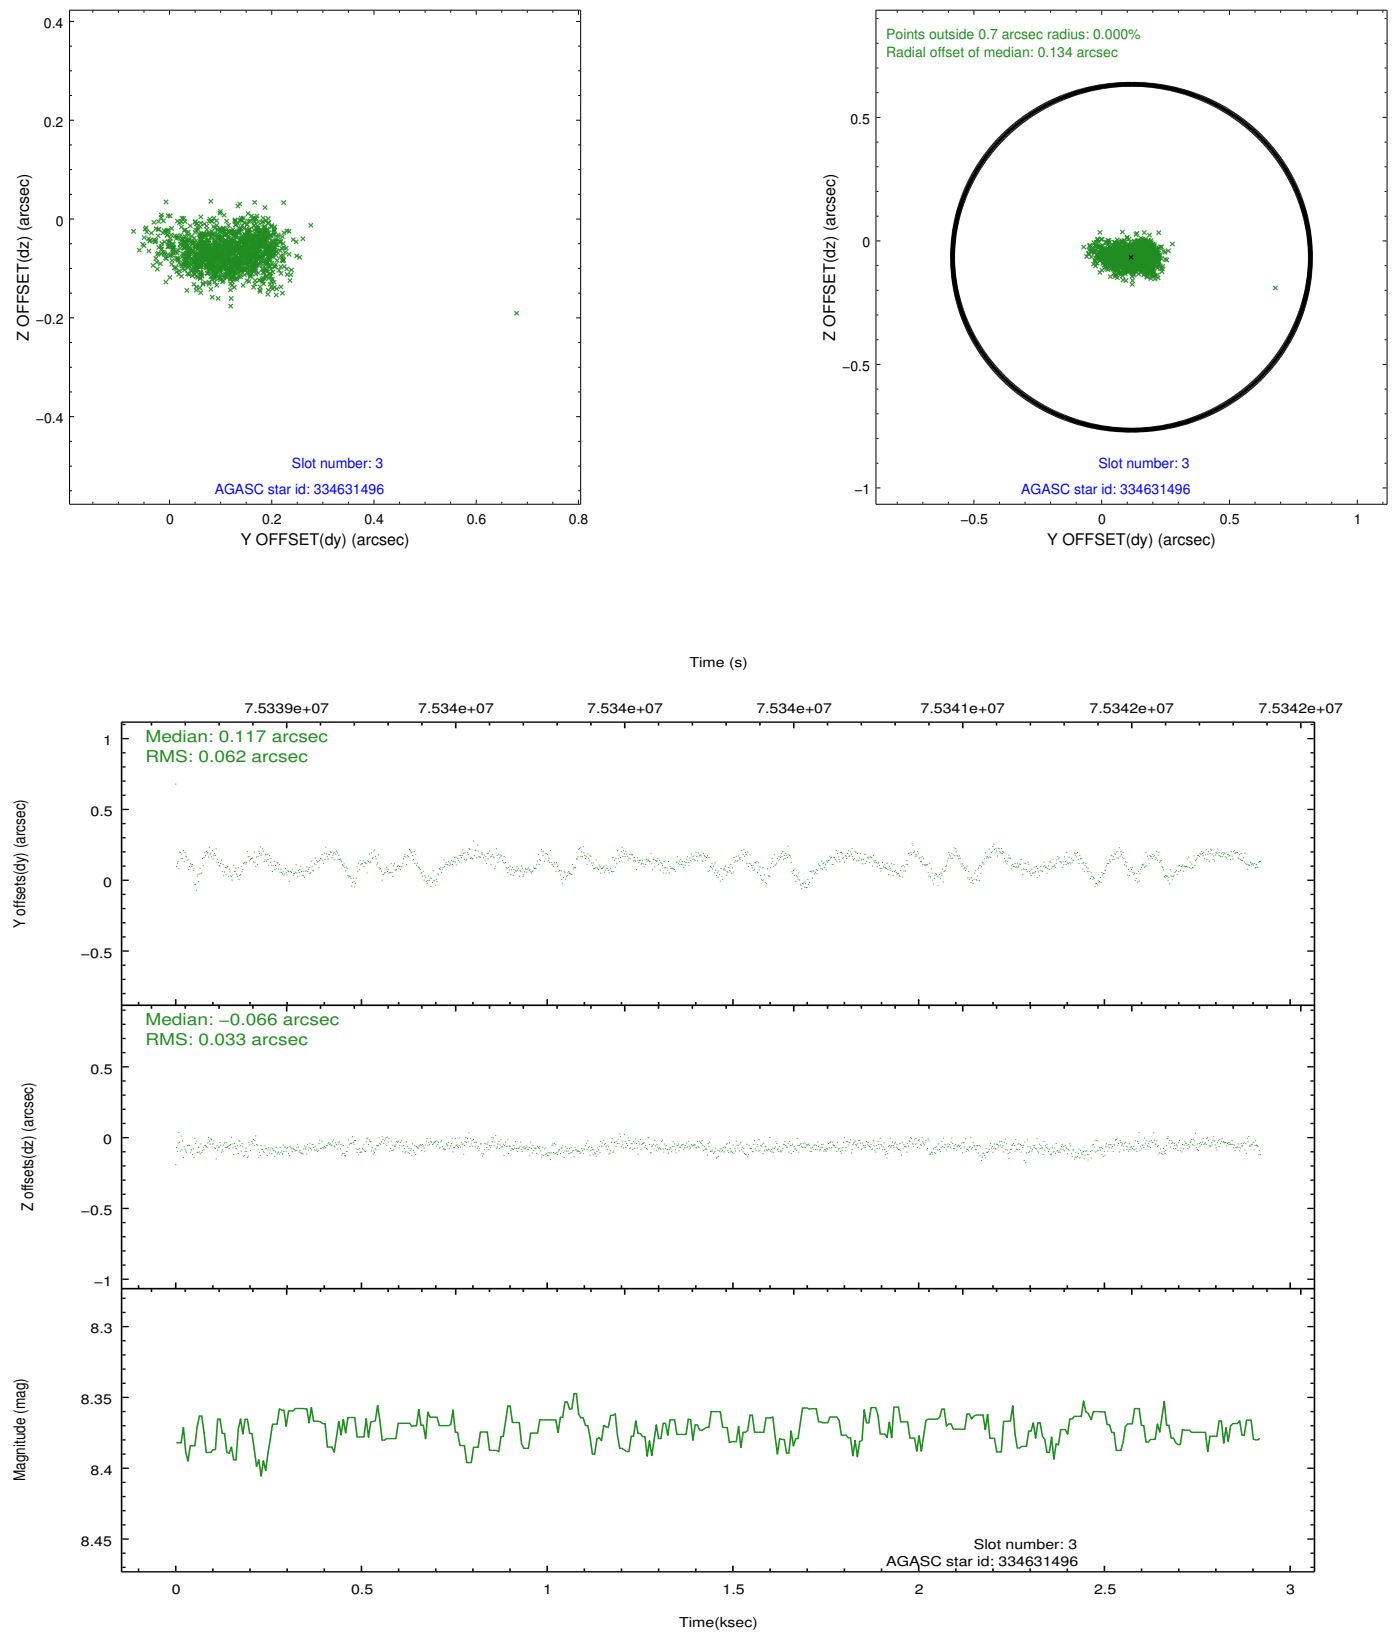 0.4
0.2
0
−0.2
−0.4
Z OFFSET(dz) (arcsec)
Slot number: 3
AGASC star id: 334631496
0 0.2 0.4 0.6 0.8
Y OFFSET(dy) (arcsec)
Points outside 0.7 arcsec radius: 0.000%
Radial offset of median: 0.134 arcsec
0.5
0
−0.5
−1
Z OFFSET(dz) (arcsec)
Slot number: 3
AGASC star id: 334631496
−0.5 0 0.5 1
Y OFFSET(dy) (arcsec)
Time (s)
7.5339e+07 7.534e+07 7.534e+07 7.534e+07 7.5341e+07 7.5342e+07 7.5342e+07
Median: 0.117 arcsec
RMS: 0.062 arcsec
1
0.5
0
−0.5
Y offsets(dy) (arcsec)
Median: −0.066 arcsec
RMS: 0.033 arcsec
0.5
0
−0.5
−1
Z offsets(dz) (arcsec)
8.3
8.35
8.4
8.45
Magnitude (mag)
Slot number: 3
AGASC star id: 334631496
0 0.5 1 1.5 2 2.5 3
Time(ksec)